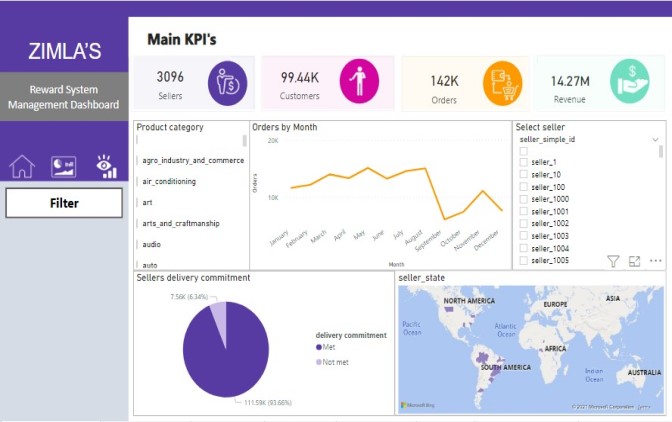 ZIMLA'S
Reward System
Management Dashboard
Filter
Main KPI's
3096
Sellers
99.44K
Customers
142K
Orders
14.27M
Revenue
Product category
agro_industry_and_commerce
air_conditioning
art
arts_and_craftmanship
audio
auto
Orders by Month
20K
10K
Orders
January
February
March
April
May
June
July
August
September
October
November
December
Month
Select seller
seller_simple_id
seller_1
seller_10
seller_100
seller_1000
seller_1001
seller_1002
seller_1003
seller_1004
seller_1005
Sellers delivery commitment
7.56K (6.34%)
111.59K (93.66%)
delivery commitment
Met
Not met
seller_state
NORTH AMERICA
EUROPE
ASIA
Pacific
Ocean
Atlantic
Ocean
AFRICA
SOUTH AMERICA
Indian
Ocean
AUSTRALIA
Microsoft Bing
© 2021 Microsoft Corporation Terms